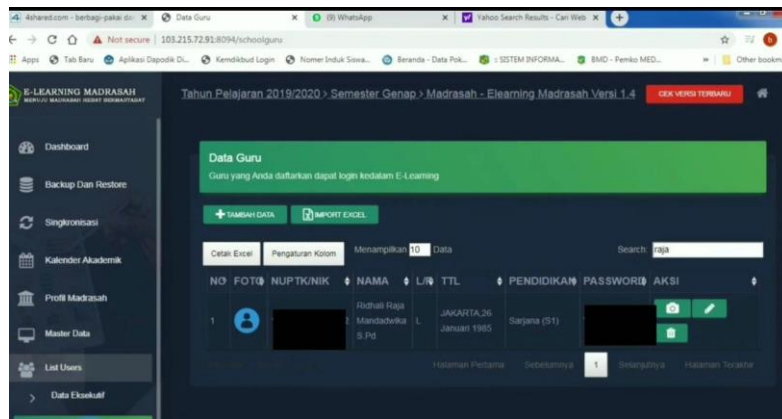 4shared.com - berbagi-pakai da
Data Guru
(9) WhatsApp
Yahoo Search Results - Cari Web
Not secure | 103.215.72.91:8094/schoolguru
Apps Tab Baru Aplikasi Dapodik Di... Kemdikbud Login Nomer Induk Siswa... Beranda - Data Pok... : SISTEM INFORMA... BMD - Pemko MED... Other bookm
E-LEARNING MADRASAH
MENUJU MADRASAH HEBAT BERMARTABAT
Tahun Pelajaran 2019/2020 > Semester Genap > Madrasah - Elearning Madrasah Versi 1.4
CEK VERSI TERBARU
Dashboard
Backup Dan Restore
Singkronisasi
Kalender Akademik
Profil Madrasah
Master Data
List Users
Data Eksekutif
Data Guru
Guru yang Anda daftarkan dapat login kedalam E-Learning
TAMBAH DATA
IMPORT EXCEL
Cetak Excel
Pengaturan Kolom
Menampilkan 10 Data
Search: raja
NO FOTO NUPTK/NIK NAMA L/P TTL PENDIDIKAN PASSWORD AKSI
1
2
Ridhali Raja
Mandadwika
S.Pd
L
JAKARTA,26
Januari 1985
Sarjana (S1)
Halaman Pertama Sebelumnya 1 Selanjutnya Halaman Terakhir